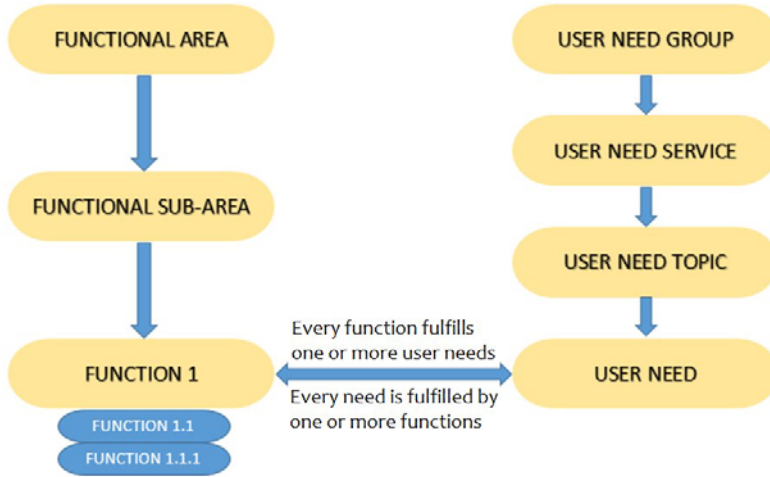 FUNCTIONAL AREA
USER NEED GROUP
USER NEED SERVICE
FUNCTIONAL SUB-AREA
USER NEED TOPIC
Every function fulfills
one or more user needs
FUNCTION 1
USER NEED
Every need is fulfilled by
one or more functions
FUNCTION 1.1
FUNCTION 1.1.1